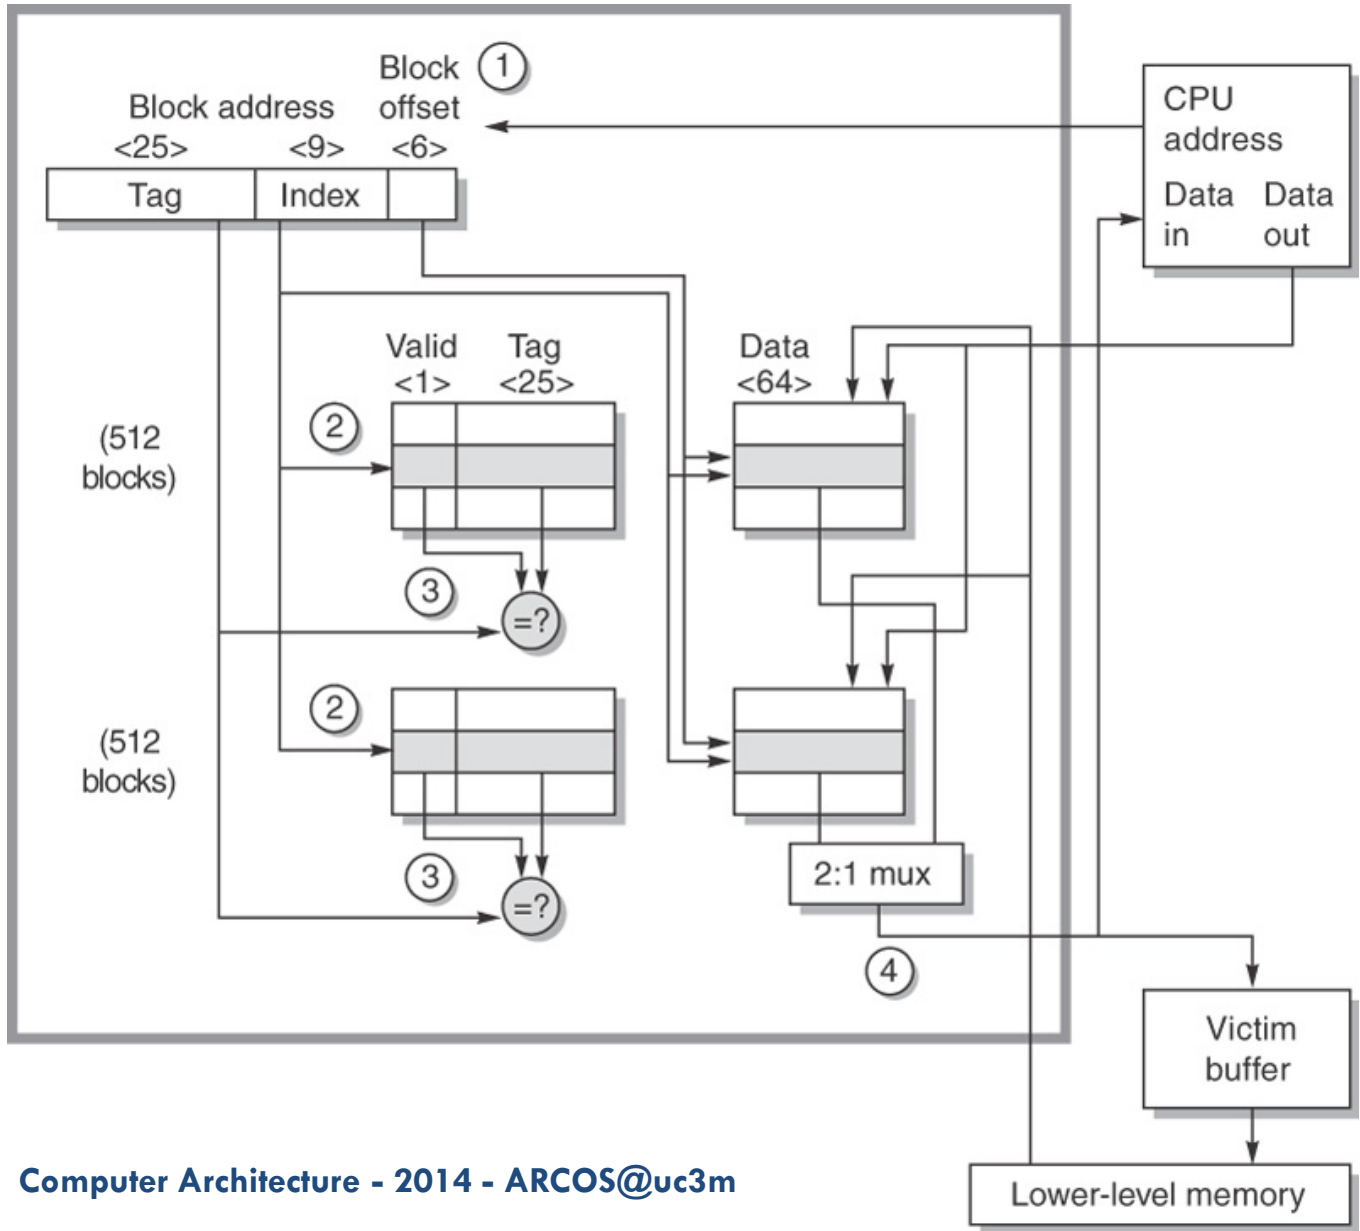 Block
offset
<6>
1
Block address
<25>
<9>
Tag
Index
CPU
address
Data
in
Data
out
Valid
<1>
Tag
<25>
Data
<64>
(512
blocks)
2
3
=?
(512
blocks)
2
3
=?
2:1 mux
4
Victim
buffer
Lower-level memory
Computer Architecture - 2014 - ARCOS@uc3m